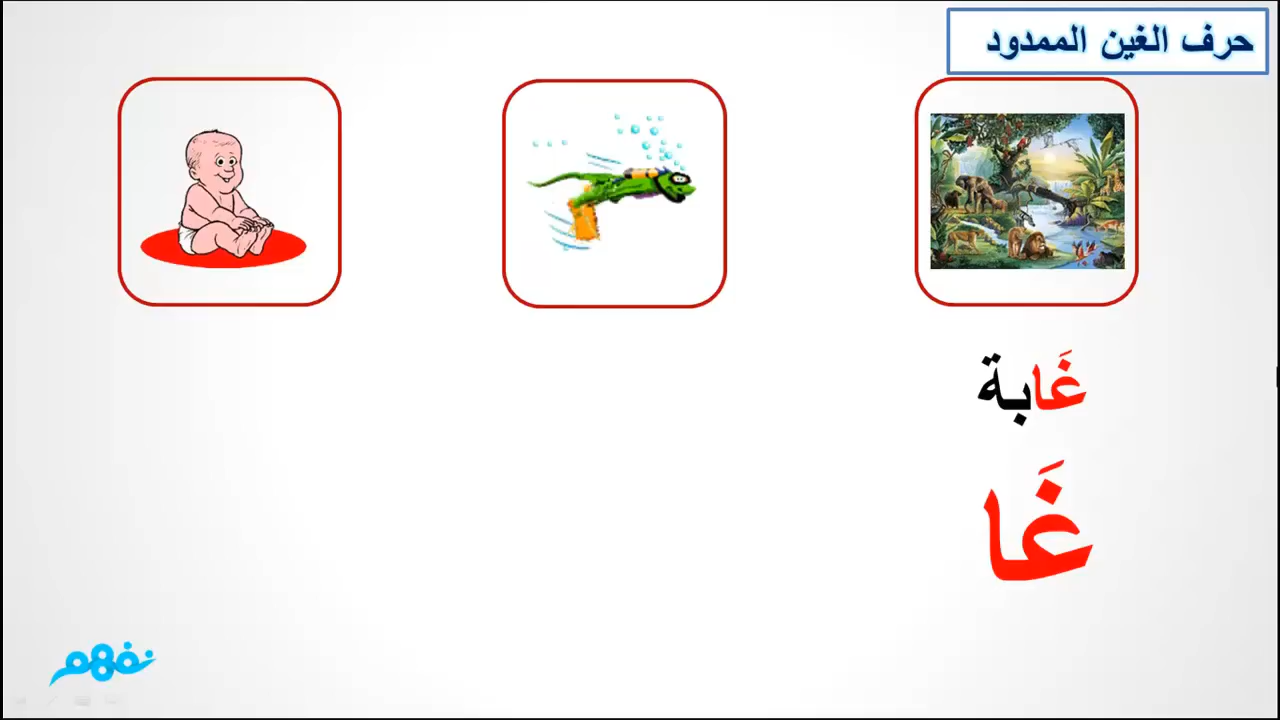 حرف الغين الممدود
غَابة
غَا
نفهم